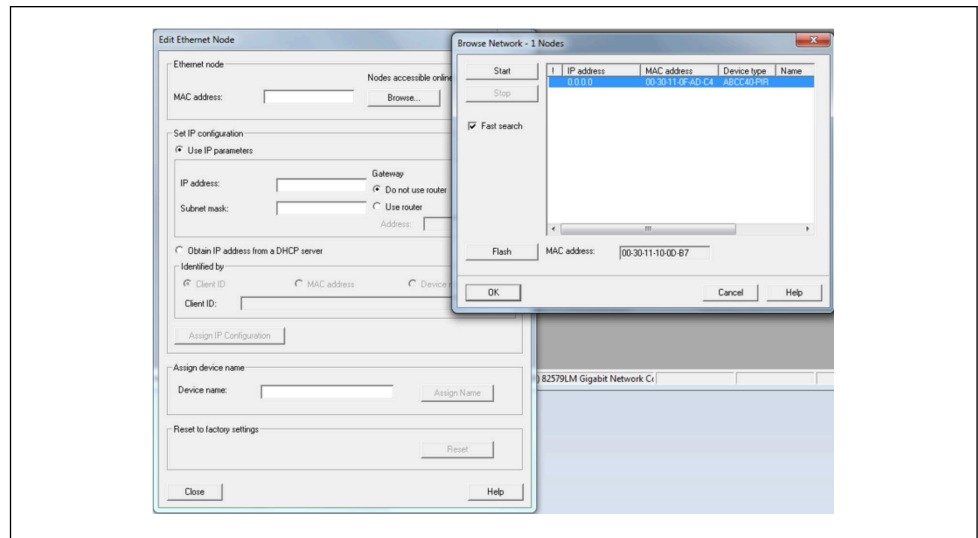 Edit Ethernet Node
Ethernet node
Nodes accessible online
MAC address:
Browse...
Set IP configuration
Use IP parameters
IP address:
Subnet mask:
Gateway
Do not use router
Use router
Address:
Obtain IP address from a DHCP server
Identified by
Client ID
MAC address
Device
Client ID:
Assign IP Configuration
Assign device name
Device name:
Assign Name
Reset to factory settings
Reset
Close
Help
Browse Network - 1 Nodes
Start
Stop
Fast search
! IP address MAC address Device type Name
0.0.0.0 00-30-11-0F-AD-C4 ABCC40-PIR
Flash
MAC address: 00-30-11-10-0D-B7
OK
Cancel
Help
) 82579LM Gigabit Network